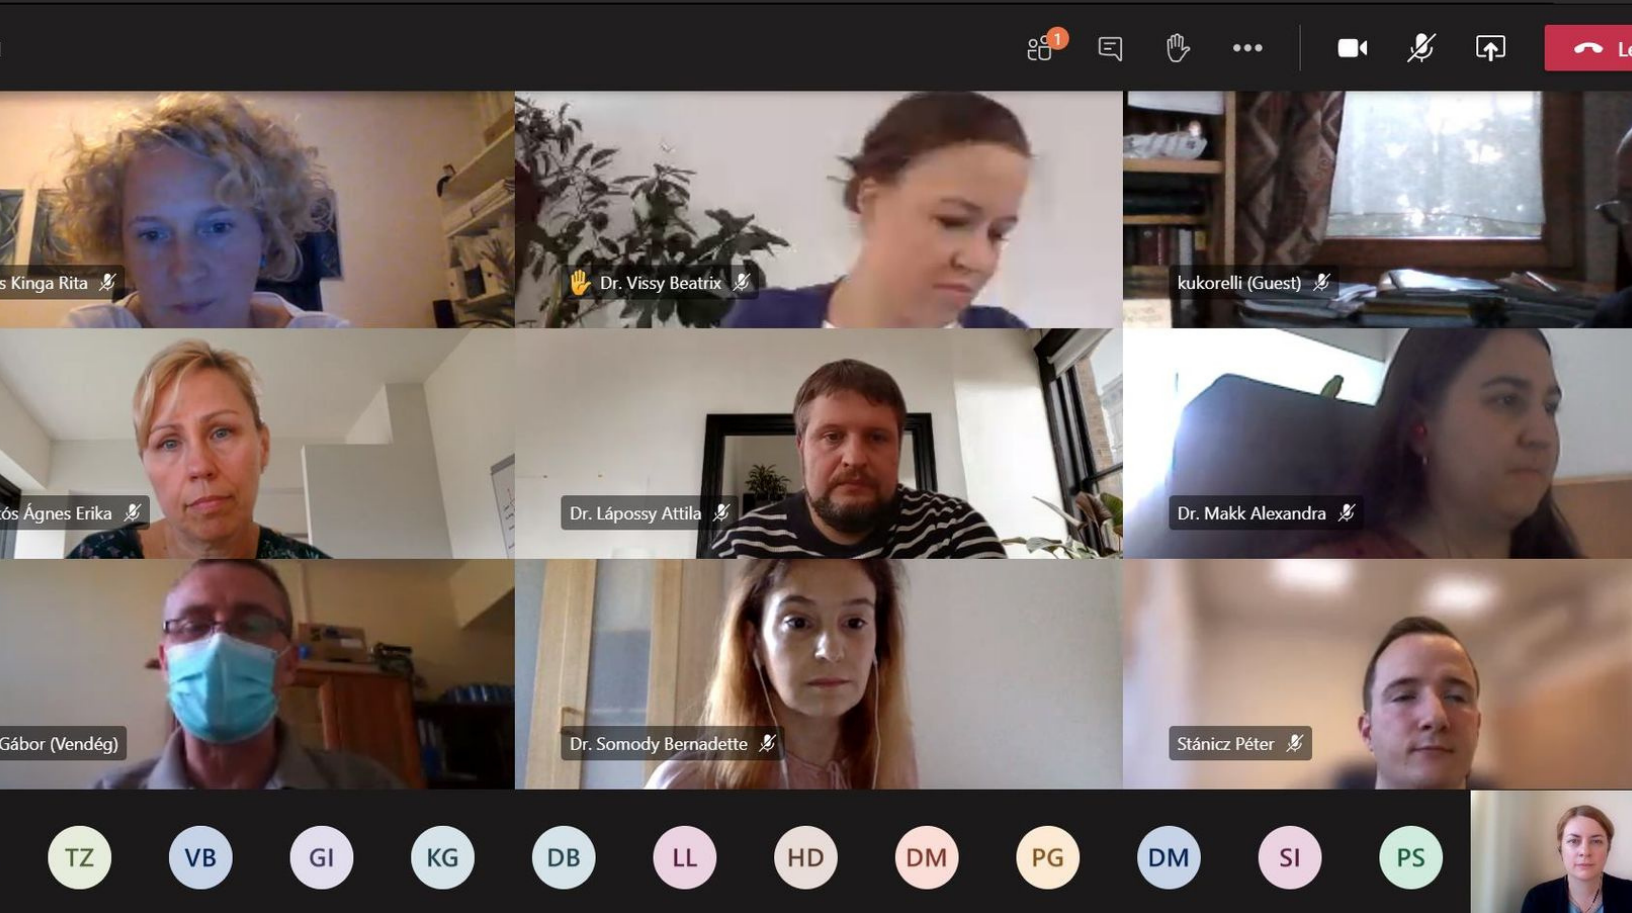 1
s Kinga Rita
Dr. Vissy Beatrix
kukorelli (Guest)
ós Ágnes Erika
Dr. Lápossy Attila
Dr. Makk Alexandra
Gábor (Vendég)
Dr. Somody Bernadette
Stánicz Péter
TZ
VB
GI
KG
DB
LL
HD
DM
PG
DM
SI
PS